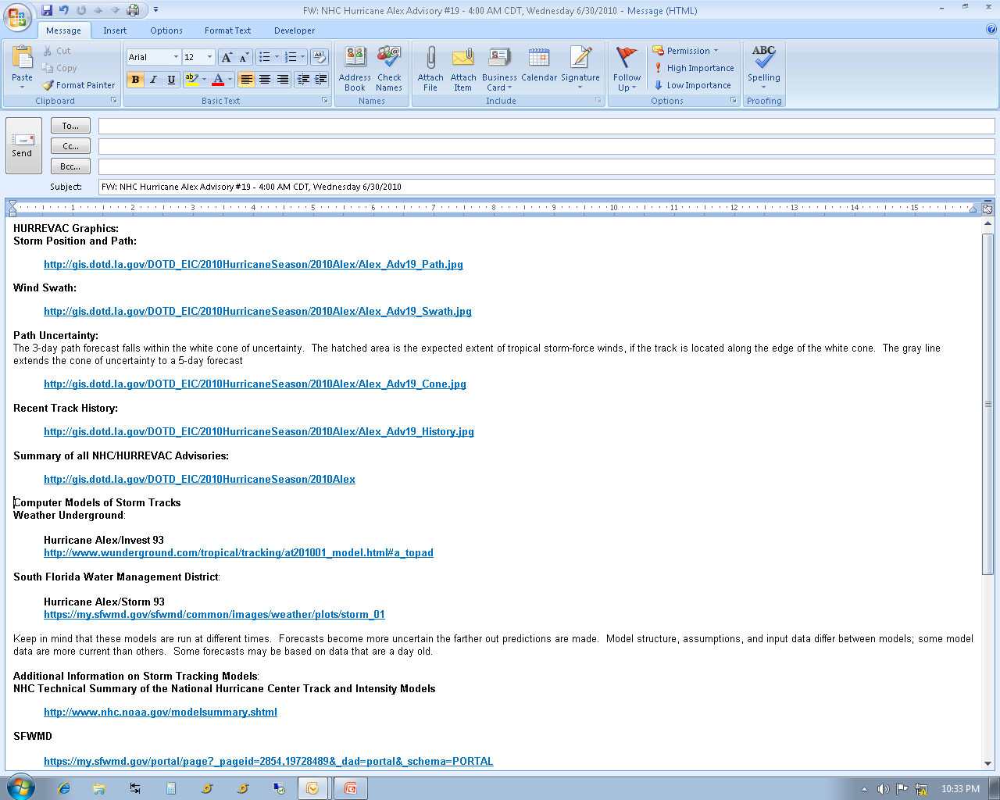 FW: NHC Hurricane Alex Advisory #19 - 4:00 AM CDT, Wednesday 6/30/2010 - Message (HTML)
Message Insert Options Format Text Developer
Paste
Cut
Copy
Format Painter
Clipboard
Arial 12
Basic Text
Address Book
Check Names
Names
Attach File
Attach Item
Business Card
Calendar
Signature
Include
Follow Up
Permission
High Importance
Low Importance
Options
ABC
Spelling
Proofing
Send
To...
Cc...
Bcc...
Subject: FW: NHC Hurricane Alex Advisory #19 - 4:00 AM CDT, Wednesday 6/30/2010
1 2 3 4 5 6 7 8 9 10 11 12 13 14 15
HURREVAC Graphics:
Storm Position and Path:
http://gis.dotd.la.gov/DOTD_EIC/2010HurricaneSeason/2010Alex/Alex_Adv19_Path.jpg
Wind Swath:
http://gis.dotd.la.gov/DOTD_EIC/2010HurricaneSeason/2010Alex/Alex_Adv19_Swath.jpg
Path Uncertainty:
The 3-day path forecast falls within the white cone of uncertainty.  The hatched area is the expected extent of tropical storm-force winds, if the track is located along the edge of the white cone.  The gray line
extends the cone of uncertainty to a 5-day forecast
http://gis.dotd.la.gov/DOTD_EIC/2010HurricaneSeason/2010Alex/Alex_Adv19_Cone.jpg
Recent Track History:
http://gis.dotd.la.gov/DOTD_EIC/2010HurricaneSeason/2010Alex/Alex_Adv19_History.jpg
Summary of all NHC/HURREVAC Advisories:
http://gis.dotd.la.gov/DOTD_EIC/2010HurricaneSeason/2010Alex
Computer Models of Storm Tracks
Weather Underground:
Hurricane Alex/Invest 93
http://www.wunderground.com/tropical/tracking/at201001_model.html#a_topad
South Florida Water Management District:
Hurricane Alex/Storm 93
https://my.sfwmd.gov/sfwmd/common/images/weather/plots/storm_01
Keep in mind that these models are run at different times.  Forecasts become more uncertain the farther out predictions are made.  Model structure, assumptions, and input data differ between models; some model
data are more current than others.  Some forecasts may be based on data that are a day old.
Additional Information on Storm Tracking Models:
NHC Technical Summary of the National Hurricane Center Track and Intensity Models
http://www.nhc.noaa.gov/modelsummary.shtml
SFWMD
https://my.sfwmd.gov/portal/page?_pageid=2854,19728489&_dad=portal&_schema=PORTAL
10:33 PM